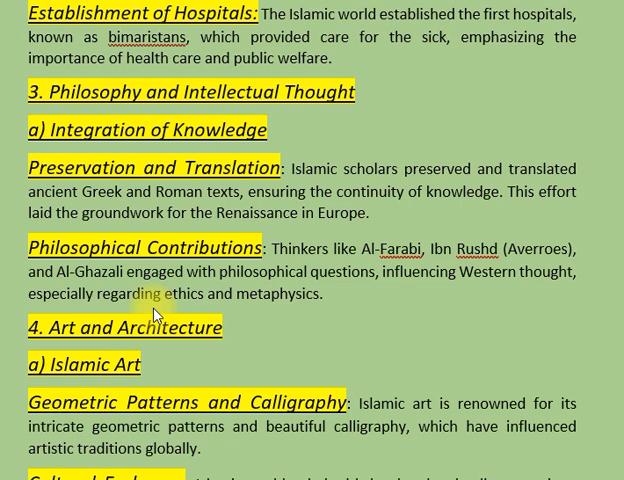 Establishment of Hospitals: The Islamic world established the first hospitals,
known as bimaristans, which provided care for the sick, emphasizing the
importance of health care and public welfare.
3. Philosophy and Intellectual Thought
a) Integration of Knowledge
Preservation and Translation: Islamic scholars preserved and translated
ancient Greek and Roman texts, ensuring the continuity of knowledge. This effort
laid the groundwork for the Renaissance in Europe.
Philosophical Contributions: Thinkers like Al-Farabi, Ibn Rushd (Averroes),
and Al-Ghazali engaged with philosophical questions, influencing Western thought,
especially regarding ethics and metaphysics.
4. Art and Architecture
a) Islamic Art
Geometric Patterns and Calligraphy: Islamic art is renowned for its
intricate geometric patterns and beautiful calligraphy, which have influenced
artistic traditions globally.